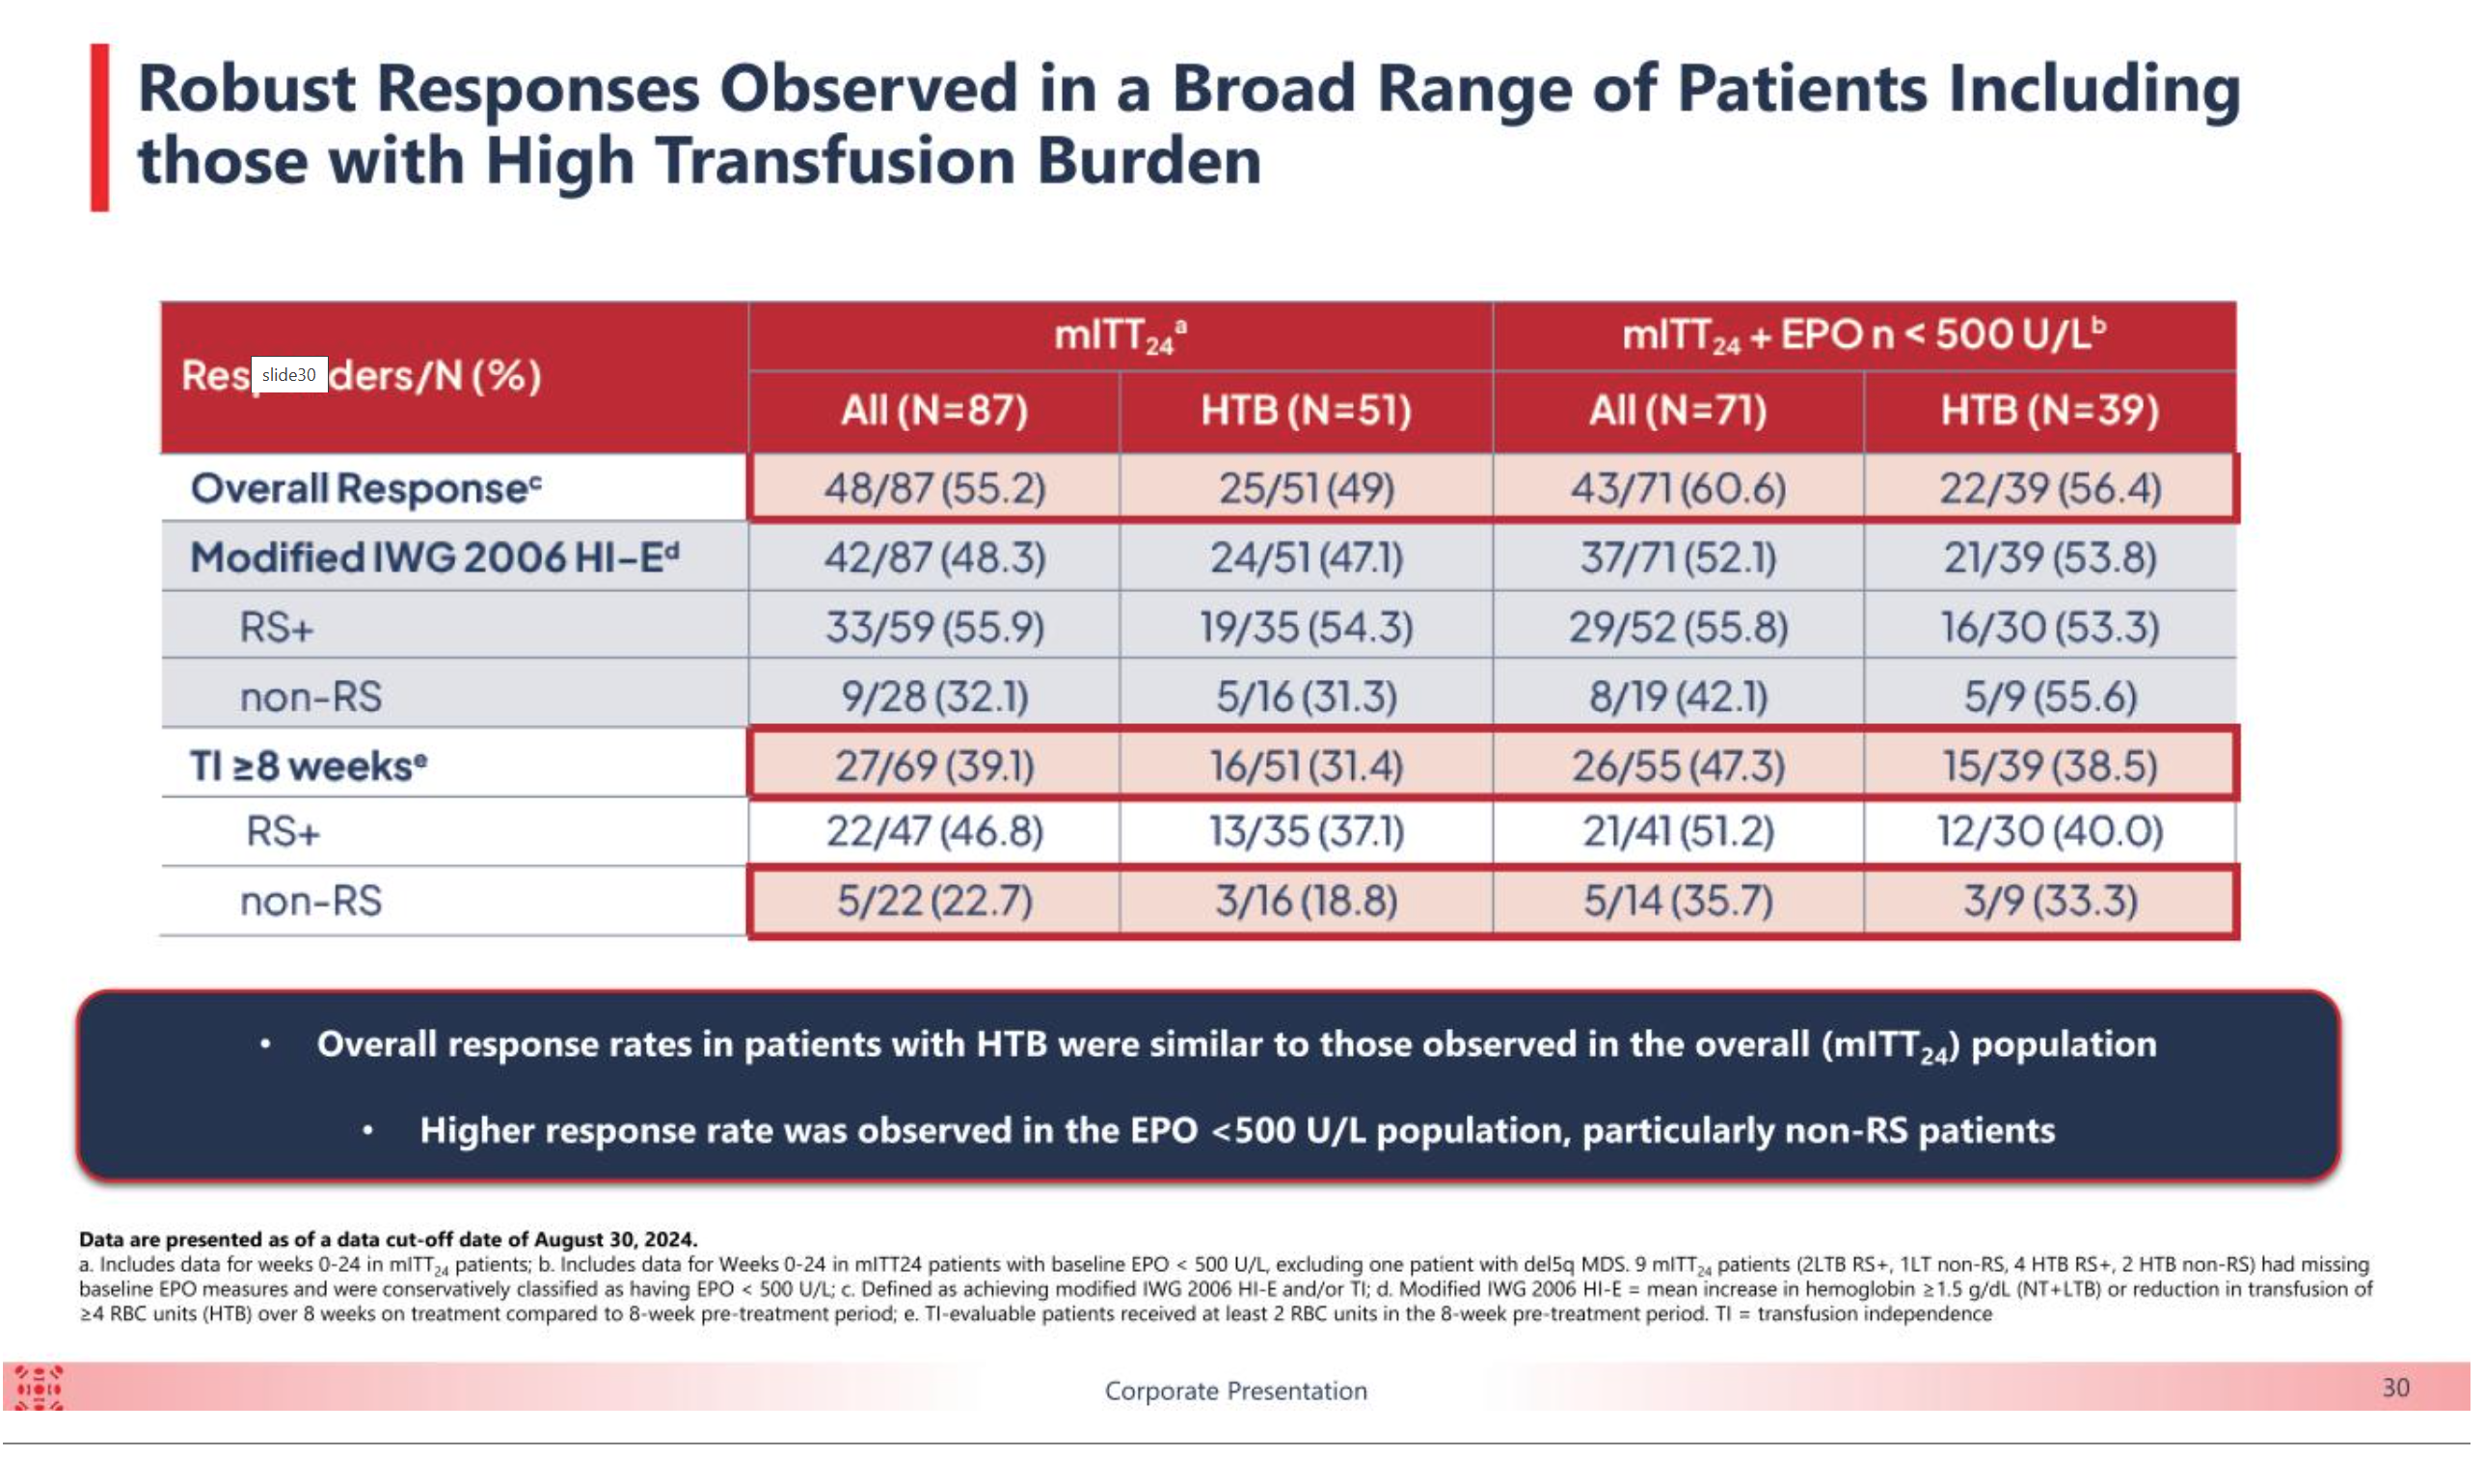 Robust Responses Observed in a Broad Range of Patients Including
those with High Transfusion Burden
Res slide30 ders/N (%)
mITT₂₄ᵃ
mITT₂₄ + EPO n < 500 U/Lᵇ
All (N=87) HTB (N=51) All (N=71) HTB (N=39)
Overall Responseᶜ 48/87 (55.2) 25/51 (49) 43/71 (60.6) 22/39 (56.4)
Modified IWG 2006 HI-Eᵈ 42/87 (48.3) 24/51 (47.1) 37/71 (52.1) 21/39 (53.8)
RS+ 33/59 (55.9) 19/35 (54.3) 29/52 (55.8) 16/30 (53.3)
non-RS 9/28 (32.1) 5/16 (31.3) 8/19 (42.1) 5/9 (55.6)
TI ≥8 weeksᵉ 27/69 (39.1) 16/51 (31.4) 26/55 (47.3) 15/39 (38.5)
RS+ 22/47 (46.8) 13/35 (37.1) 21/41 (51.2) 12/30 (40.0)
non-RS 5/22 (22.7) 3/16 (18.8) 5/14 (35.7) 3/9 (33.3)
• Overall response rates in patients with HTB were similar to those observed in the overall (mITT₂₄) population
• Higher response rate was observed in the EPO <500 U/L population, particularly non-RS patients
Data are presented as of a data cut-off date of August 30, 2024.
a. Includes data for weeks 0-24 in mITT₂₄ patients; b. Includes data for Weeks 0-24 in mITT24 patients with baseline EPO < 500 U/L, excluding one patient with del5q MDS. 9 mITT₂₄ patients (2LTB RS+, 1LT non-RS, 4 HTB RS+, 2 HTB non-RS) had missing
baseline EPO measures and were conservatively classified as having EPO < 500 U/L; c. Defined as achieving modified IWG 2006 HI-E and/or TI; d. Modified IWG 2006 HI-E = mean increase in hemoglobin ≥1.5 g/dL (NT+LTB) or reduction in transfusion of
≥4 RBC units (HTB) over 8 weeks on treatment compared to 8-week pre-treatment period; e. TI-evaluable patients received at least 2 RBC units in the 8-week pre-treatment period. TI = transfusion independence
Corporate Presentation
30